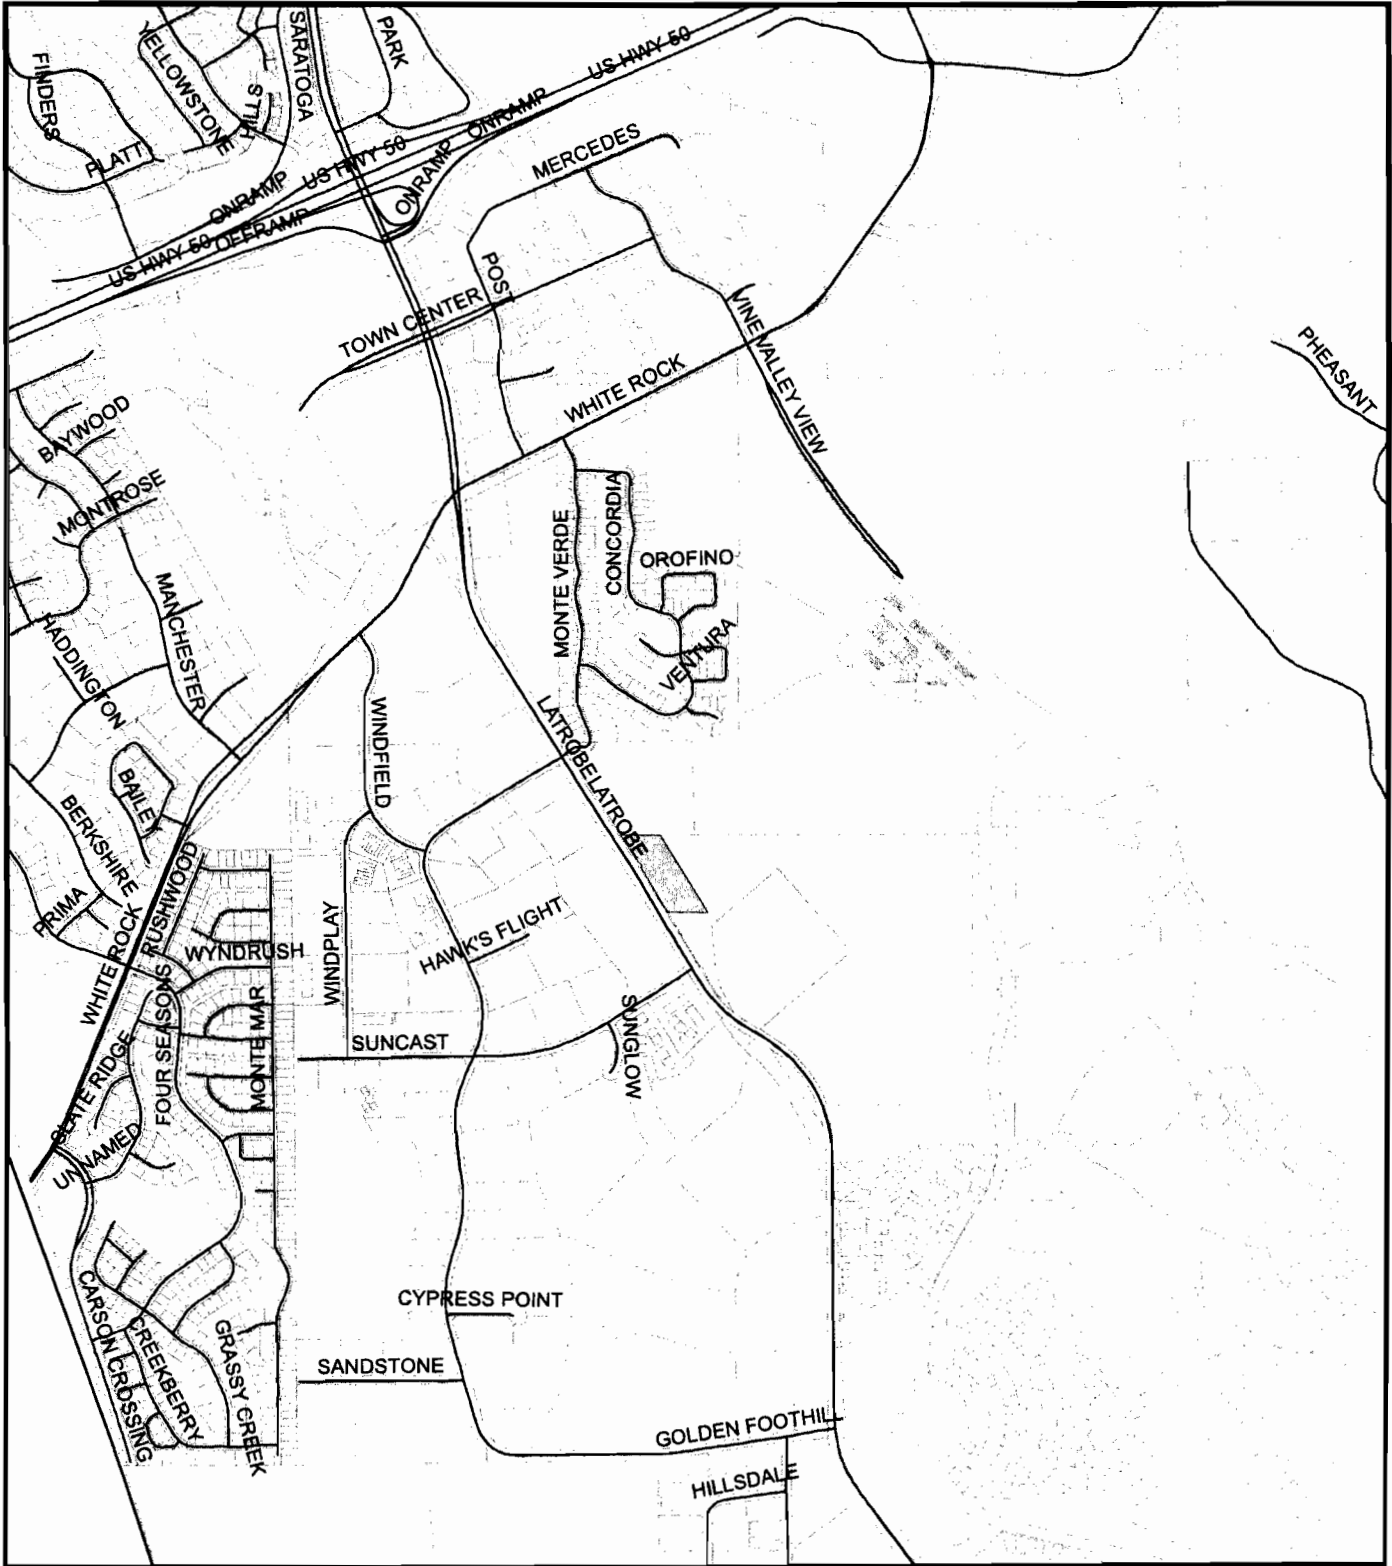 FINDERS
YELLOWSTONE
HILLS
SARATOGA
PARK
US HWY 50
PLATT
ONRAMP
US HWY 50
ONRAMP
ONRAMP
MERCEDES
US HWY 50
OFFRAMP
POST
TOWN CENTER
VINE
VALLEY VIEW
WHITE ROCK
PHEASANT
BAYWOOD
MONTROSE
MANCHESTER
HADDINGTON
MONTE VERDE
CONCORDIA
OROFINO
VENTURA
WINDFIELD
LATROBE
LATROBE
BAILEY
BERKSHIRE
PRIMA
WHITE ROCK
RUSHWOOD
WYNDRUSH
WINDPLAY
HAWK'S FLIGHT
FOUR SEASONS
MONTE MAR
SUNCAST
SUNGLOW
SLATE RIDGE
UNNAMED
CARSON CROSSING
CREEKBERRY
GRASSY CREEK
CYPRESS POINT
SANDSTONE
GOLDEN FOOTHILL
HILLSDALE